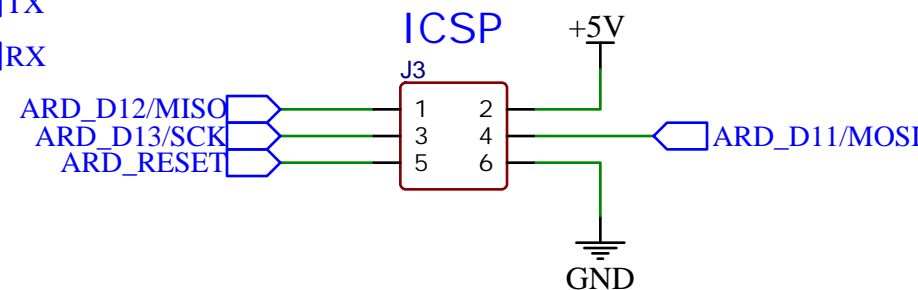 TX
RX
ICSP
+5V
J3
ARD_D12/MISO 1 2
ARD_D13/SCK 3 4 ARD_D11/MOSI
ARD_RESET 5 6
GND